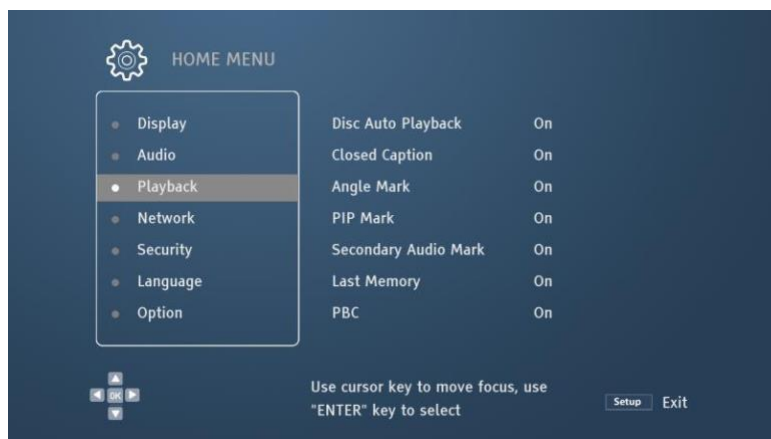 HOME MENU
Display
Audio
Playback
Network
Security
Language
Option
Disc Auto Playback On
Closed Caption On
Angle Mark On
PIP Mark On
Secondary Audio Mark On
Last Memory On
PBC On
OK
Use cursor key to move focus, use
"ENTER" key to select
Setup Exit